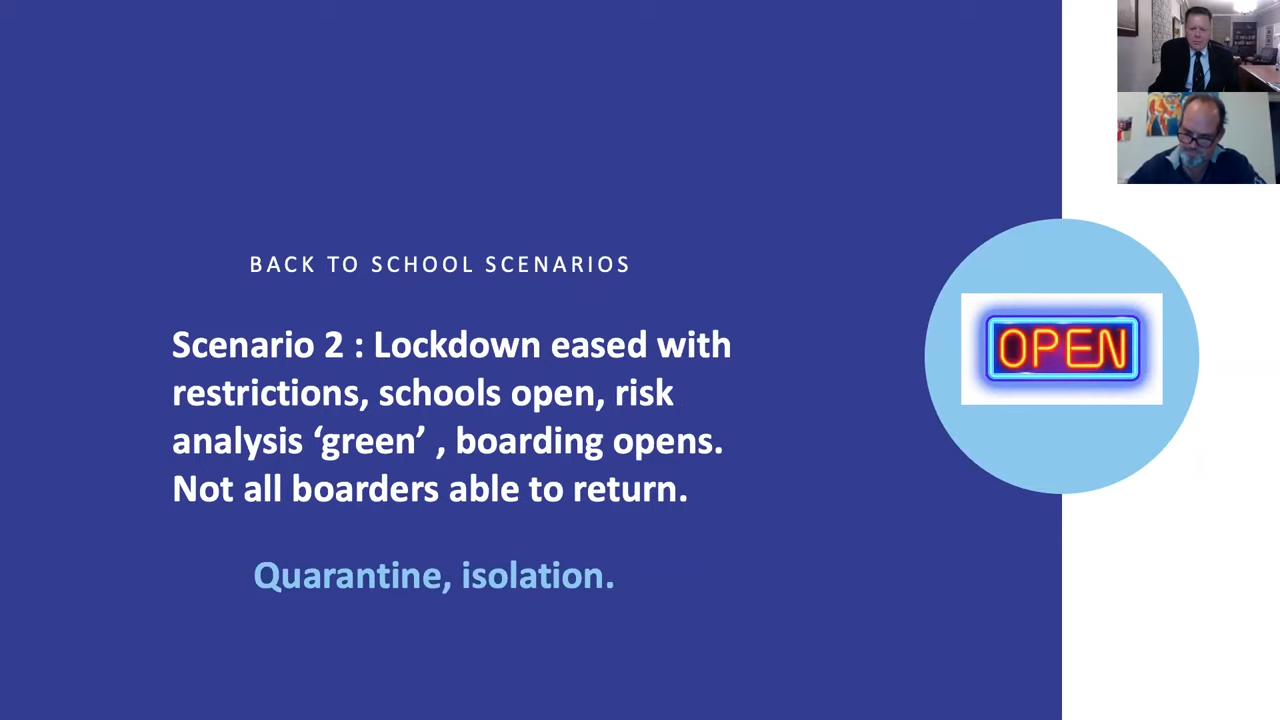 BACK TO SCHOOL SCENARIOS
Scenario 2 : Lockdown eased with
restrictions, schools open, risk
analysis ‘green’ , boarding opens.
Not all boarders able to return.
Quarantine, isolation.
OPEN